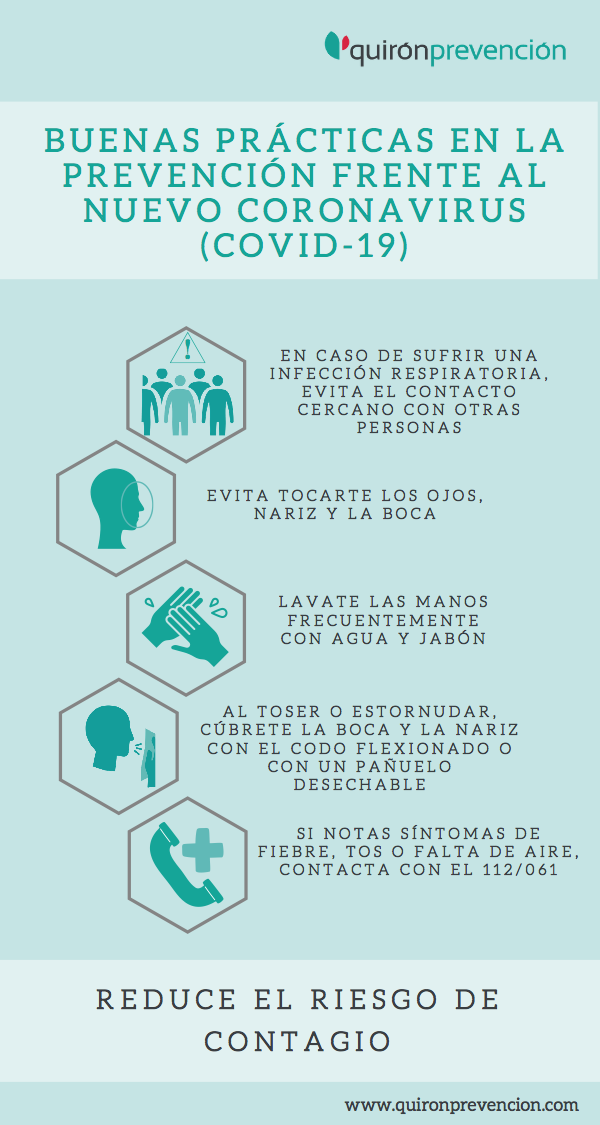 quirónprevención
BUENAS PRÁCTICAS EN LA
PREVENCIÓN FRENTE AL
NUEVO CORONAVIRUS
(COVID-19)
EN CASO DE SUFRIR UNA
INFECCIÓN RESPIRATORIA,
EVITA EL CONTACTO
CERCANO CON OTRAS
PERSONAS
EVITA TOCARTE LOS OJOS,
NARIZ Y LA BOCA
LAVATE LAS MANOS
FRECUENTEMENTE
CON AGUA Y JABÓN
AL TOSER O ESTORNUDAR,
CÚBRETE LA BOCA Y LA NARIZ
CON EL CODO FLEXIONADO O
CON UN PAÑUELO
DESECHABLE
SI NOTAS SÍNTOMAS DE
FIEBRE, TOS O FALTA DE AIRE,
CONTACTA CON EL 112/061
REDUCE EL RIESGO DE
CONTAGIO
www.quironprevencion.com